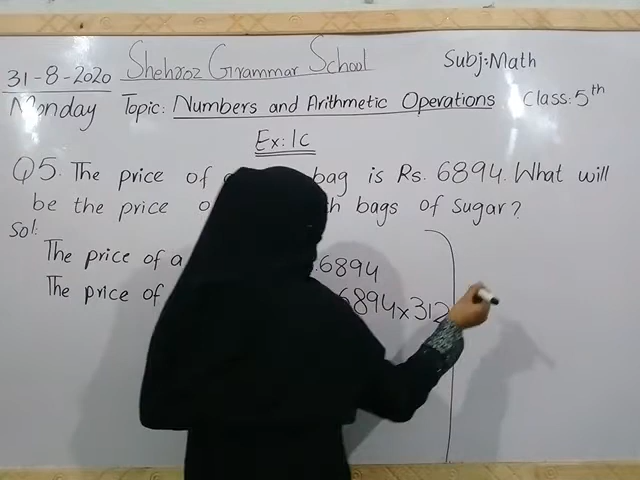 31-8-2020 Shehroz Grammar School Subj:Math
Monday Topic: Numbers and Arithmetic Operations Class: 5th
Ex: 1c
Q5. The price of bag is Rs. 6894. What will
be the price bags of Sugar?
Sol:
The price of a 6894
The price of 6894x312